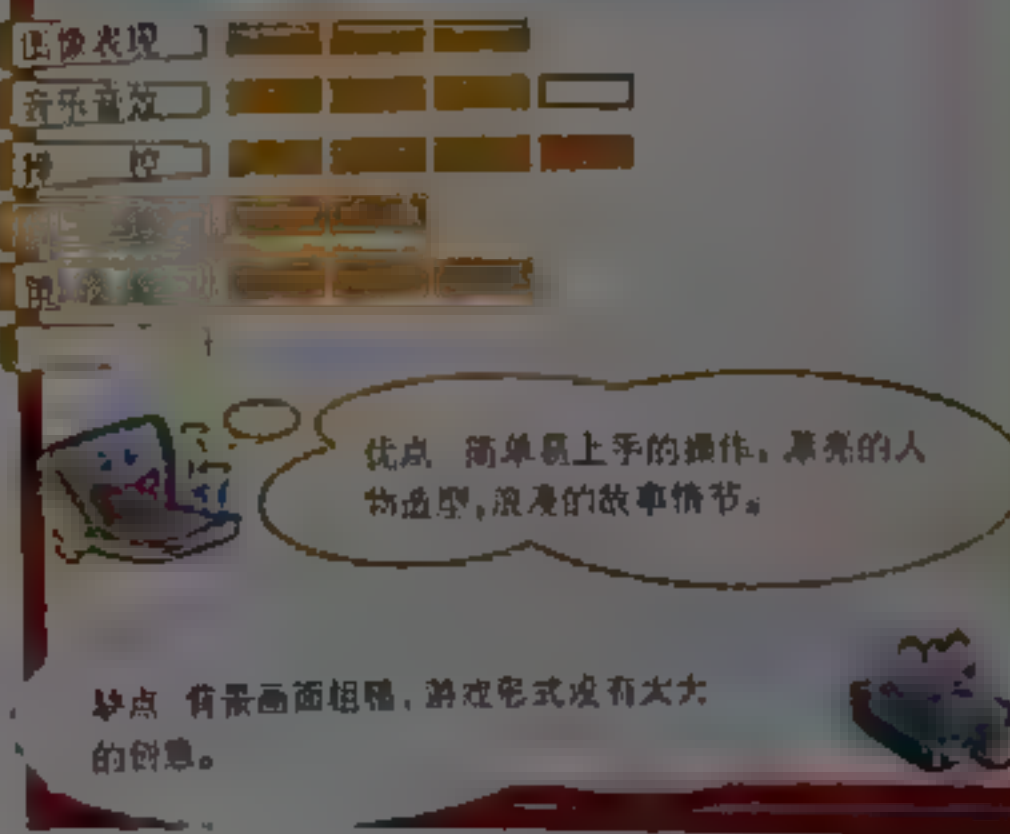 图像表现
音乐音效
操 控
优点 简单易上手的操作,漂亮的人
物造型,浪漫的故事情节。
缺点 背景画面粗糙,游戏形式没有太大
的创意。